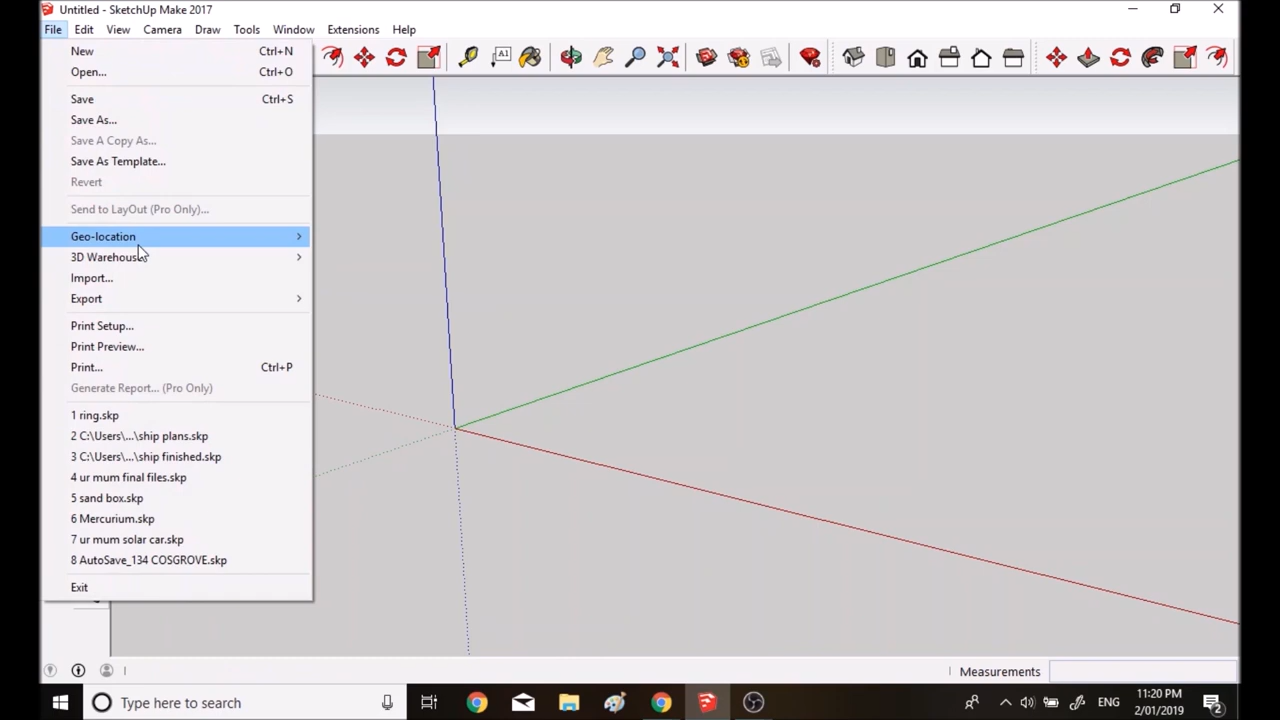 Untitled - SketchUp Make 2017
File Edit View Camera Draw Tools Window Extensions Help
New Ctrl+N
Open... Ctrl+O
Save Ctrl+S
Save As...
Save A Copy As...
Save As Template...
Revert
Send to LayOut (Pro Only)...
Geo-location
3D Warehouse
Import...
Export
Print Setup...
Print Preview...
Print... Ctrl+P
Generate Report... (Pro Only)
1 ring.skp
2 C:\Users\...\ship plans.skp
3 C:\Users\...\ship finished.skp
4 ur mum final files.skp
5 sand box.skp
6 Mercurium.skp
7 ur mum solar car.skp
8 AutoSave_134 COSGROVE.skp
Exit
A1
Measurements
Type here to search
ENG
11:20 PM
2/01/2019
2